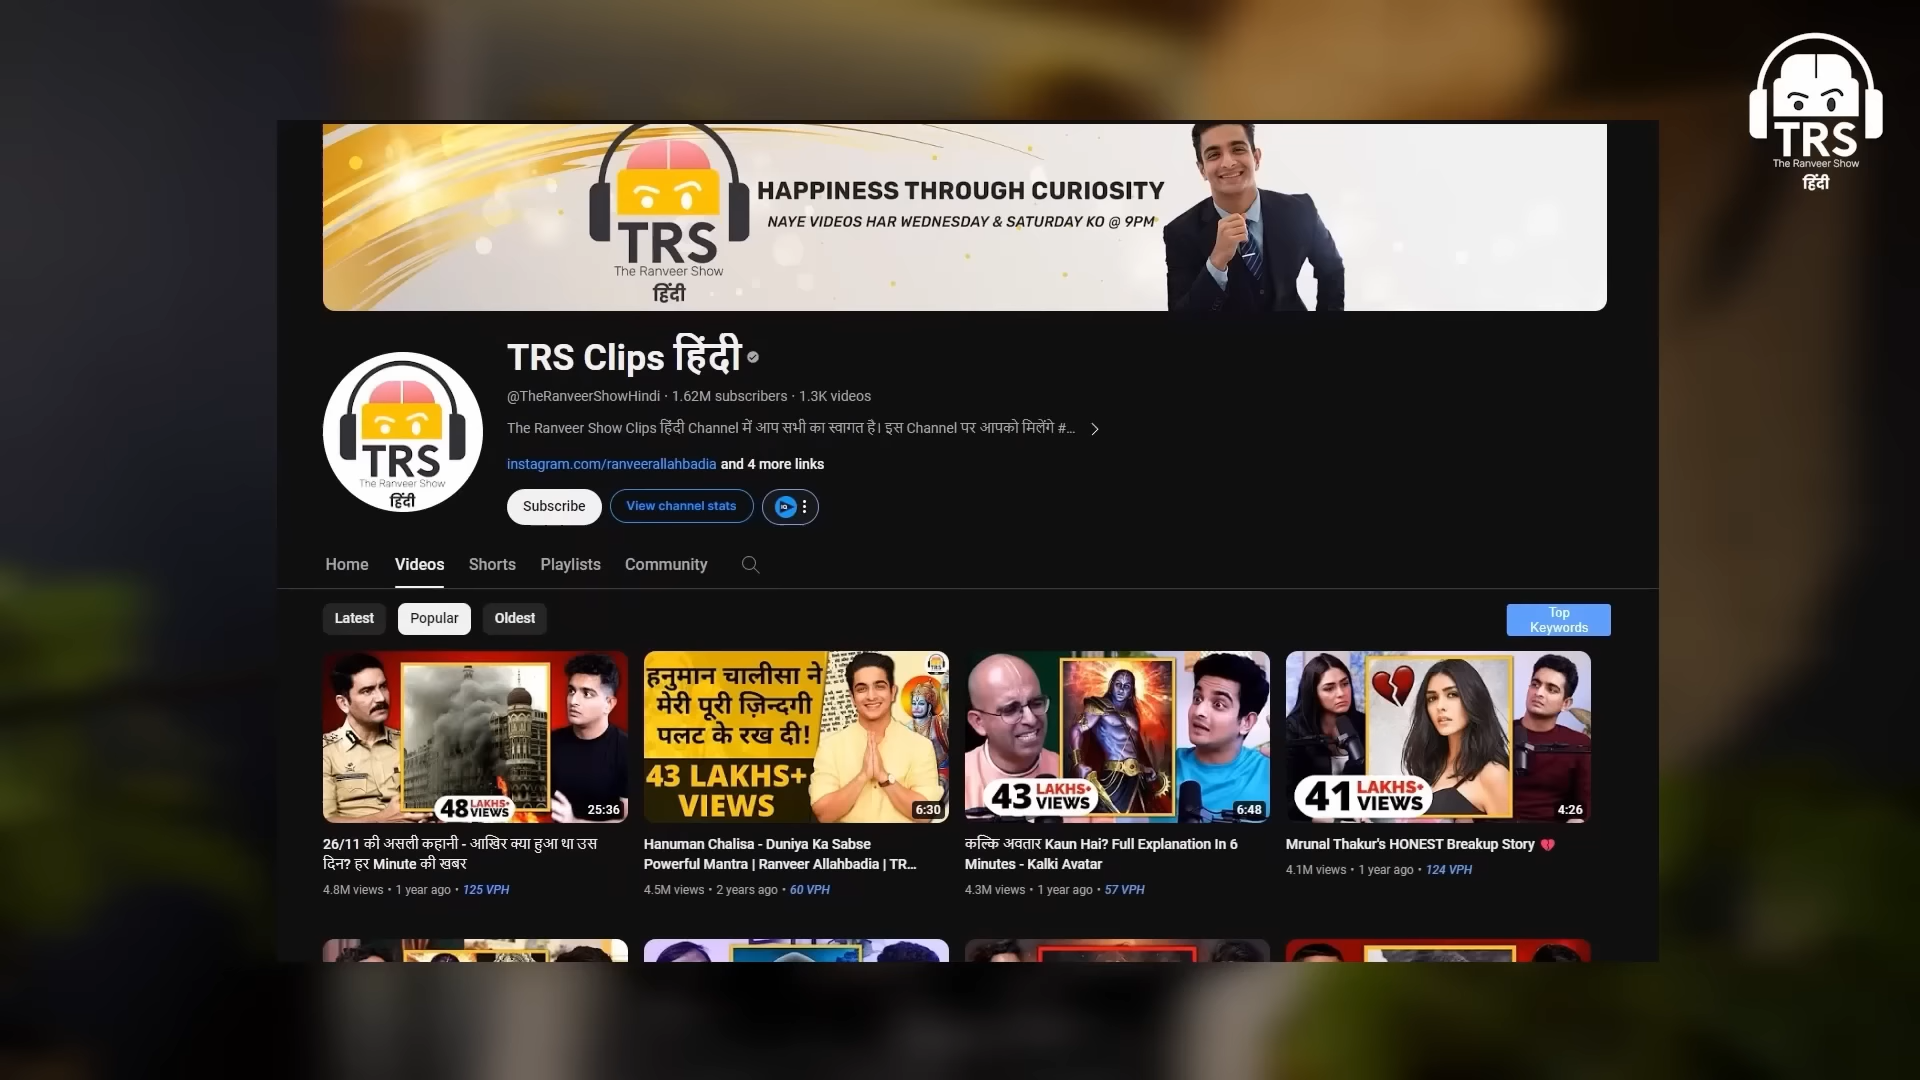 TRS
The Ranveer Show
हिंदी
TRS
The Ranveer Show
हिंदी
HAPPINESS THROUGH CURIOSITY
NAYE VIDEOS HAR WEDNESDAY & SATURDAY KO @ 9PM
TRS
The Ranveer Show
हिंदी
TRS Clips हिंदी
@TheRanveerShowHindi · 1.62M subscribers · 1.3K videos
The Ranveer Show Clips हिंदी Channel में आप सभी का स्वागत है। इस Channel पर आपको मिलेंगे #...
instagram.com/ranveerallahbadia and 4 more links
Subscribe
View channel stats
IQ
Home
Videos
Shorts
Playlists
Community
Latest
Popular
Oldest
Top
Keywords
48 LAKHS+
VIEWS
25:36
हनुमान चालीसा ने
मेरी पूरी ज़िन्दगी
पलट के रख दी!
43 LAKHS+
VIEWS
6:30
43 LAKHS+
VIEWS
6:48
41 LAKHS+
VIEWS
4:26
26/11 की असली कहानी - आखिर क्या हुआ था उस
दिन? हर Minute की खबर
4.8M views • 1 year ago • 125 VPH
Hanuman Chalisa - Duniya Ka Sabse
Powerful Mantra | Ranveer Allahbadia | TR...
4.5M views • 2 years ago • 60 VPH
कल्कि अवतार Kaun Hai? Full Explanation In 6
Minutes - Kalki Avatar
4.3M views • 1 year ago • 57 VPH
Mrunal Thakur's HONEST Breakup Story 💔
4.1M views • 1 year ago • 124 VPH